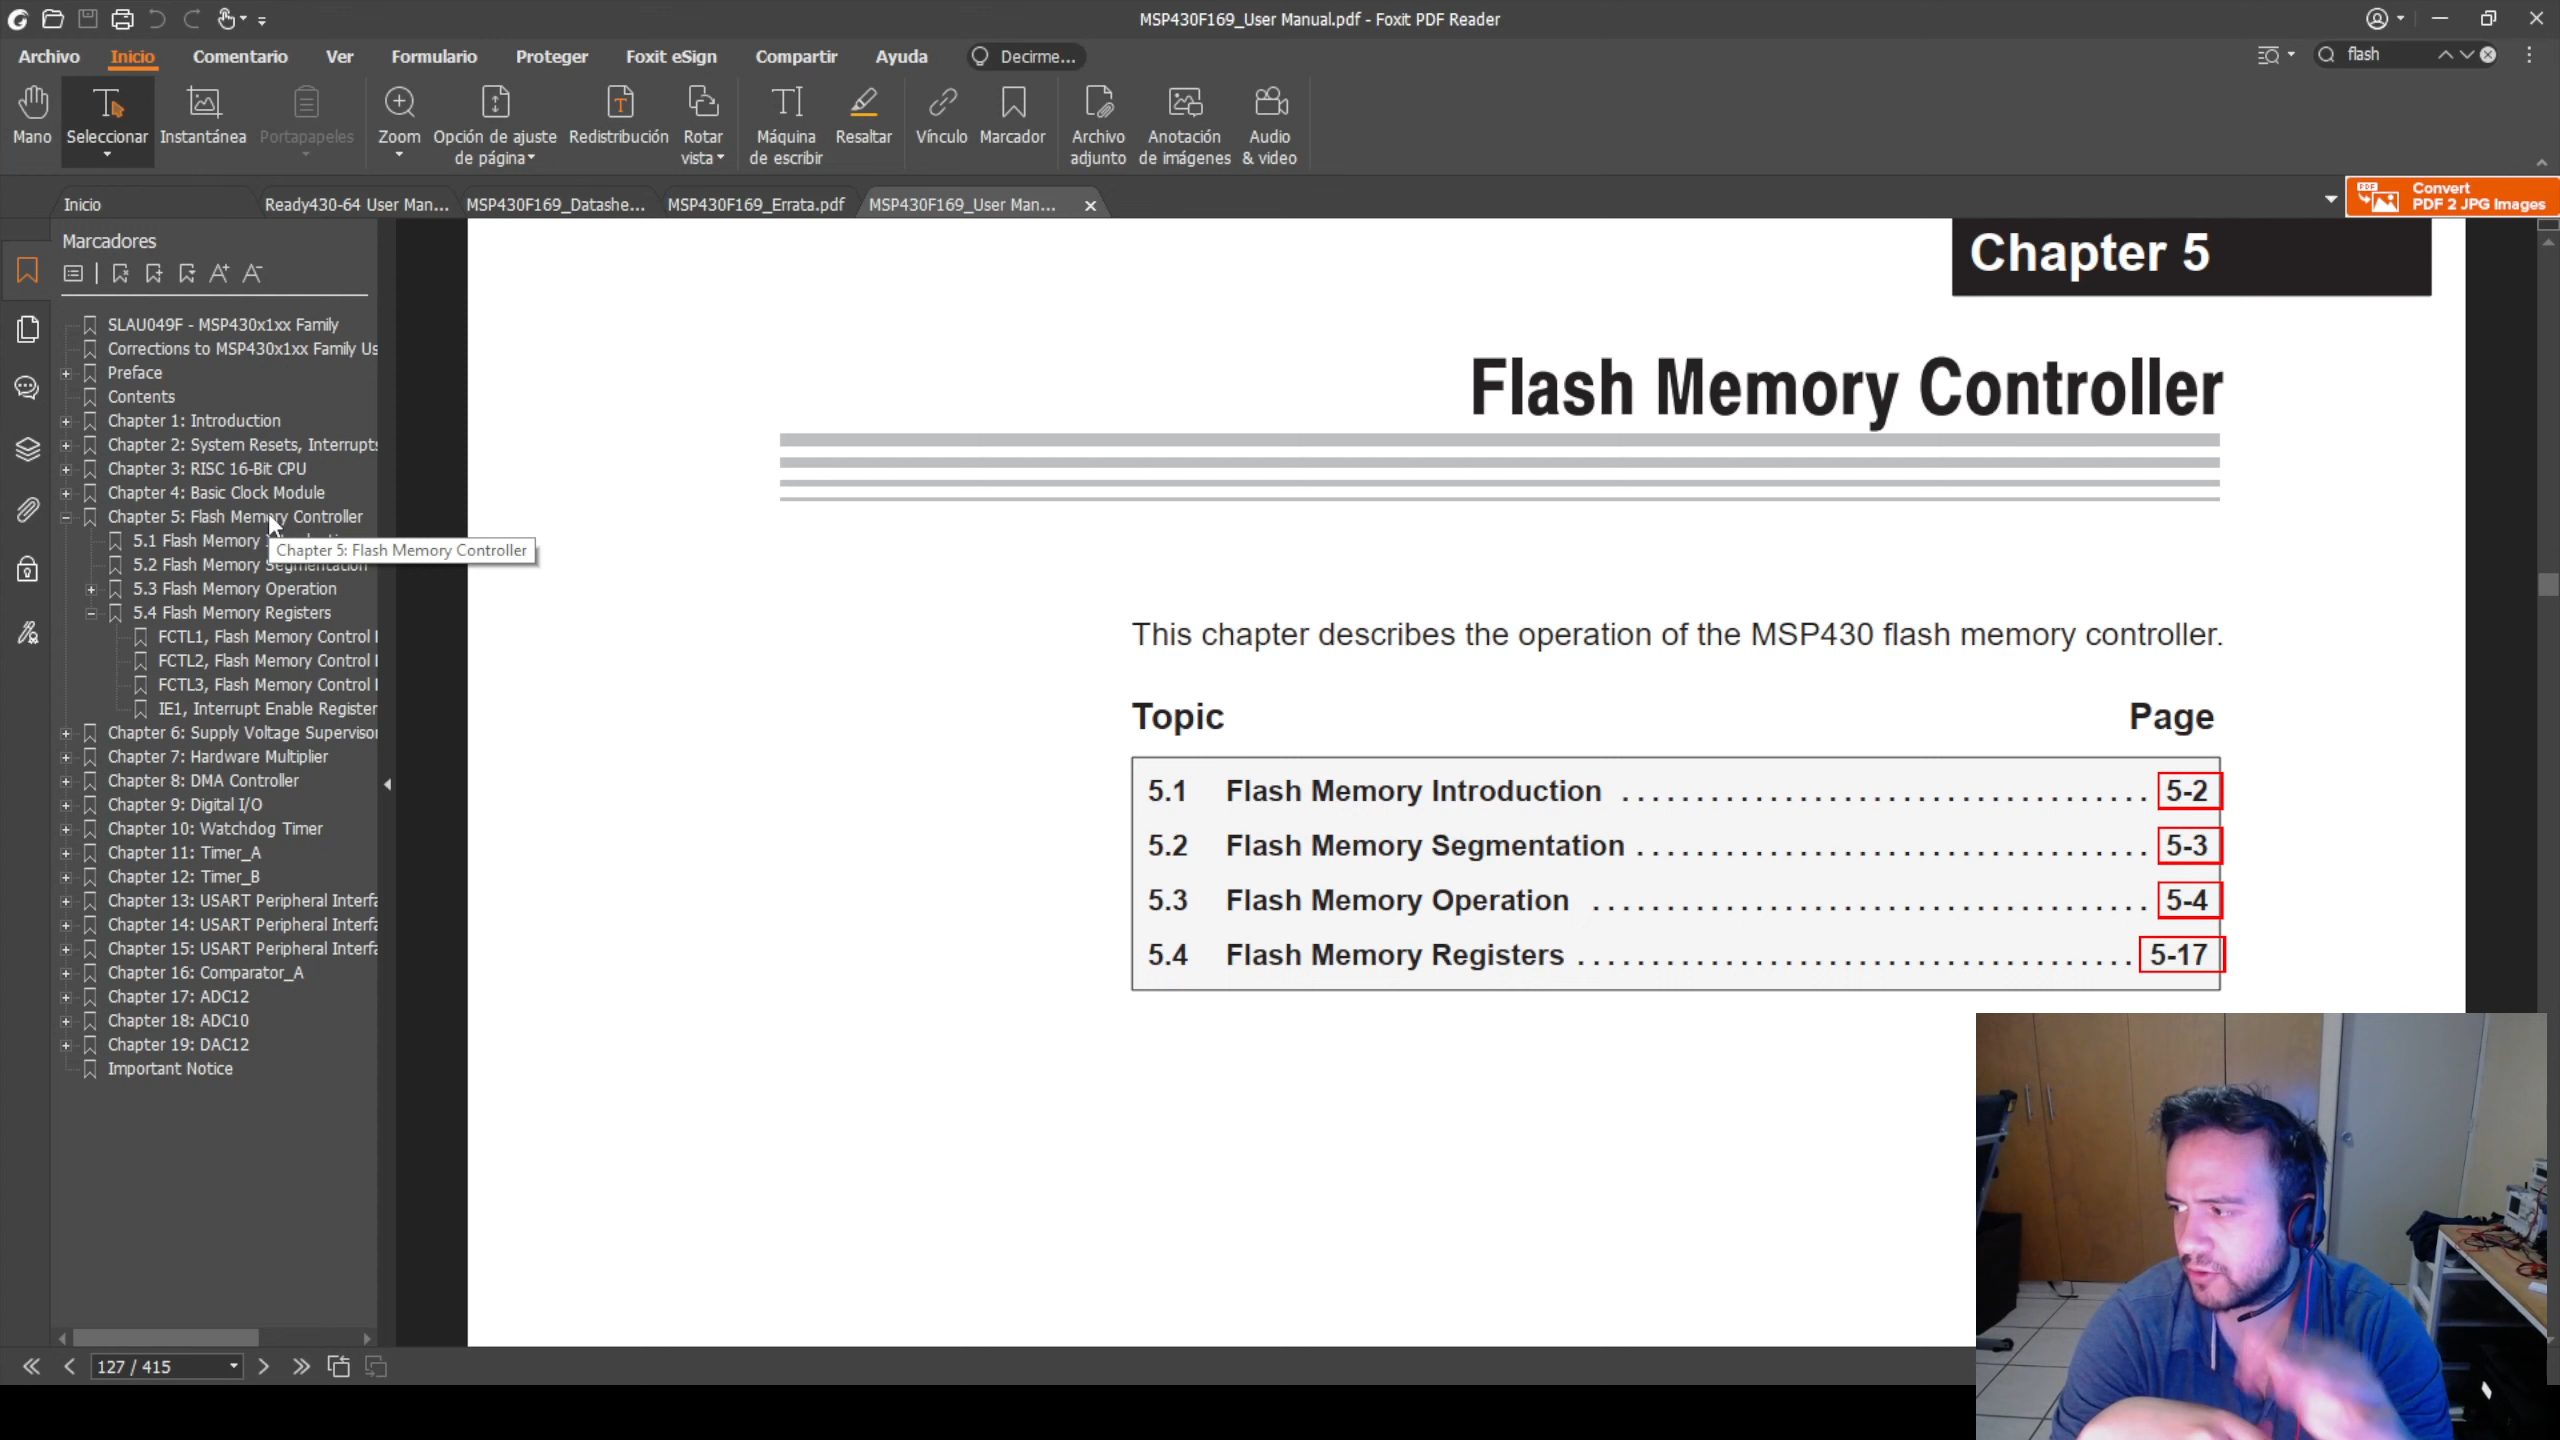 MSP430F169_User Manual.pdf - Foxit PDF Reader
Archivo Inicio Comentario Ver Formulario Proteger Foxit eSign Compartir Ayuda Decirme... flash
Mano Seleccionar Instantánea Portapapeles Zoom Opción de ajuste de página Redistribución Rotar vista Máquina de escribir Resaltar Vínculo Marcador Archivo adjunto Anotación de imágenes Audio & video
Inicio Ready430-64 User Man... MSP430F169_Datashe... MSP430F169_Errata.pdf MSP430F169_User Man...
PDF Convert
PDF 2 JPG Images
Marcadores
SLAU049F - MSP430x1xx Family
Corrections to MSP430x1xx Family Us
Preface
Contents
Chapter 1: Introduction
Chapter 2: System Resets, Interrupts
Chapter 3: RISC 16-Bit CPU
Chapter 4: Basic Clock Module
Chapter 5: Flash Memory Controller
5.1 Flash Memory
Chapter 5: Flash Memory Controller
5.2 Flash Memory Segmentation
5.3 Flash Memory Operation
5.4 Flash Memory Registers
FCTL1, Flash Memory Control
FCTL2, Flash Memory Control
FCTL3, Flash Memory Control
IE1, Interrupt Enable Register
Chapter 6: Supply Voltage Supervisor
Chapter 7: Hardware Multiplier
Chapter 8: DMA Controller
Chapter 9: Digital I/O
Chapter 10: Watchdog Timer
Chapter 11: Timer_A
Chapter 12: Timer_B
Chapter 13: USART Peripheral Interfa
Chapter 14: USART Peripheral Interfa
Chapter 15: USART Peripheral Interfa
Chapter 16: Comparator_A
Chapter 17: ADC12
Chapter 18: ADC10
Chapter 19: DAC12
Important Notice
127 / 415
Chapter 5
Flash Memory Controller
This chapter describes the operation of the MSP430 flash memory controller.
Topic Page
5.1 Flash Memory Introduction .................................... 5-2
5.2 Flash Memory Segmentation ................................... 5-3
5.3 Flash Memory Operation ...................................... 5-4
5.4 Flash Memory Registers ...................................... 5-17